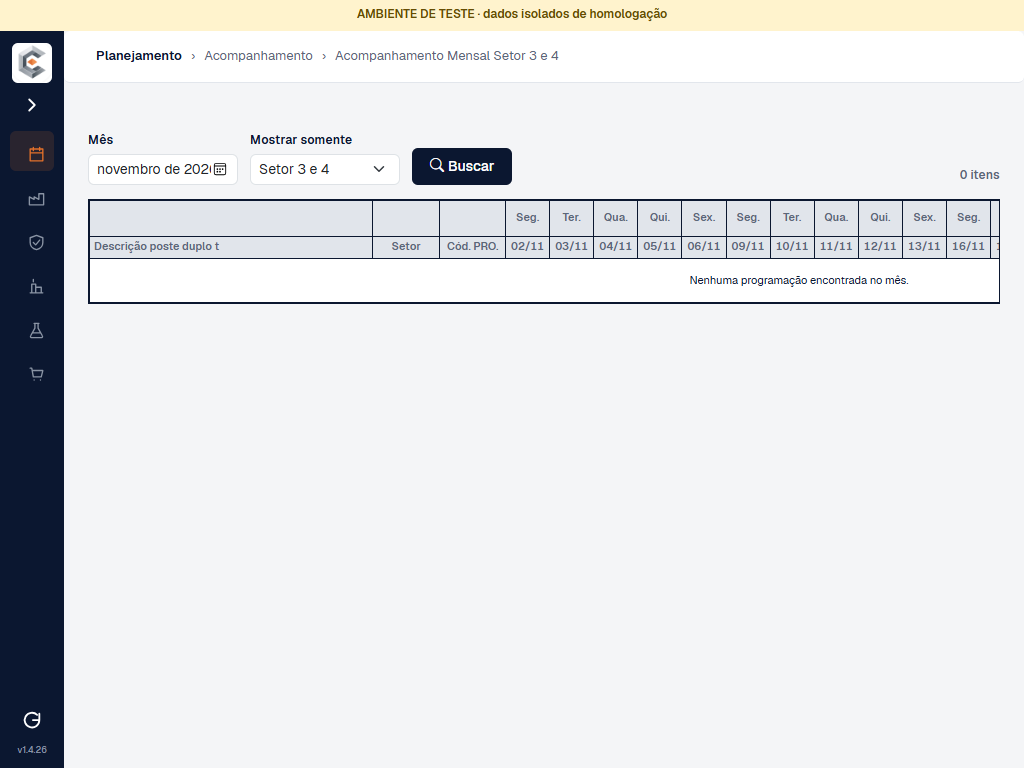 AMBIENTE DE TESTE · dados isolados de homologação
Planejamento › Acompanhamento › Acompanhamento Mensal Setor 3 e 4
Mês
Mostrar somente
novembro de 202
Setor 3 e 4
Buscar
0 itens
Seg. Ter. Qua. Qui. Sex. Seg. Ter. Qua. Qui. Sex. Seg.
Descrição poste duplo t Setor Cód. PRO. 02/11 03/11 04/11 05/11 06/11 09/11 10/11 11/11 12/11 13/11 16/11
Nenhuma programação encontrada no mês.
v1.4.26